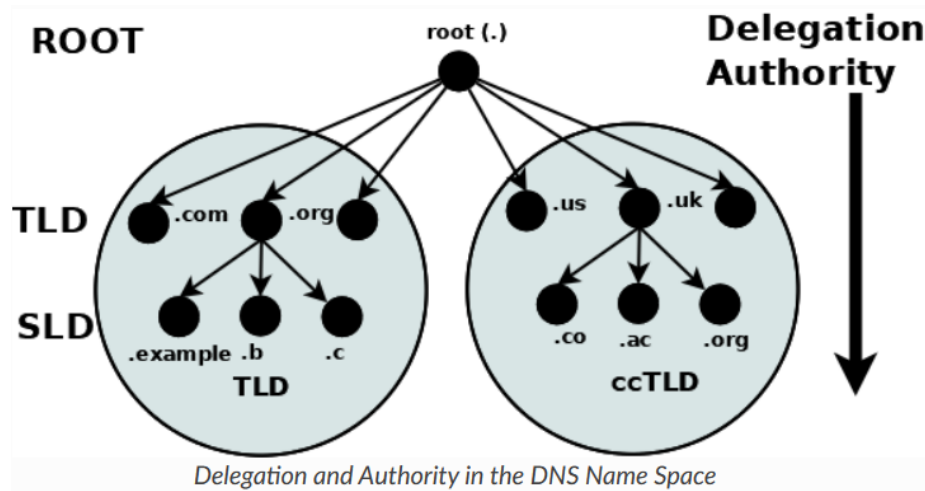 ROOT
root (.)
Delegation
Authority
TLD
.com
.org
.us
.uk
SLD
.example
.b
.c
.co
.ac
.org
TLD
ccTLD
Delegation and Authority in the DNS Name Space